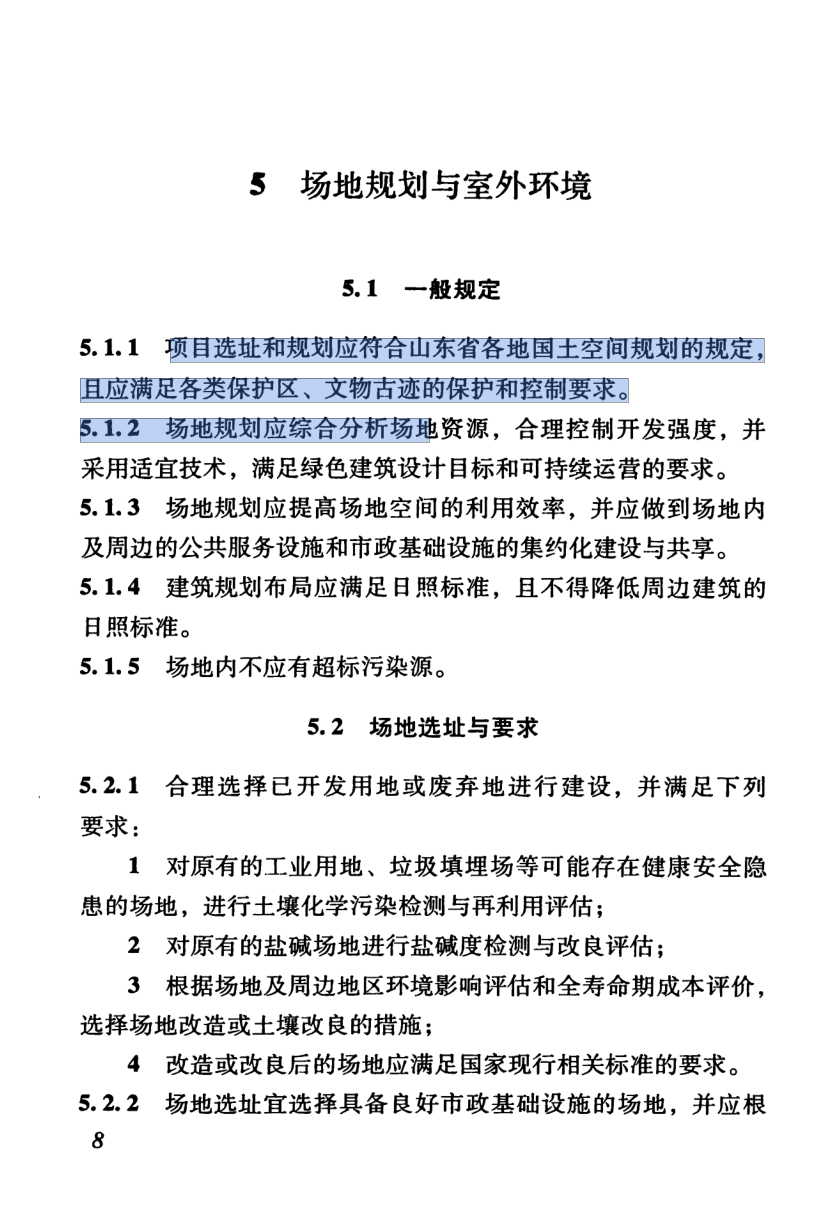 5 场地规划与室外环境
5.1 一般规定
5.1.1 项目选址和规划应符合山东省各地国土空间规划的规定，
且应满足各类保护区、文物古迹的保护和控制要求。
5.1.2 场地规划应综合分析场地资源，合理控制开发强度，并
采用适宜技术，满足绿色建筑设计目标和可持续运营的要求。
5.1.3 场地规划应提高场地空间的利用效率，并应做到场地内
及周边的公共服务设施和市政基础设施的集约化建设与共享。
5.1.4 建筑规划布局应满足日照标准，且不得降低周边建筑的
日照标准。
5.1.5 场地内不应有超标污染源。
5.2 场地选址与要求
5.2.1 合理选择已开发用地或废弃地进行建设，并满足下列
要求：
1 对原有的工业用地、垃圾填埋场等可能存在健康安全隐
患的场地，进行土壤化学污染检测与再利用评估；
2 对原有的盐碱场地进行盐碱度检测与改良评估；
3 根据场地及周边地区环境影响评估和全寿命期成本评价，
选择场地改造或土壤改良的措施；
4 改造或改良后的场地应满足国家现行相关标准的要求。
5.2.2 场地选址宜选择具备良好市政基础设施的场地，并应根
8